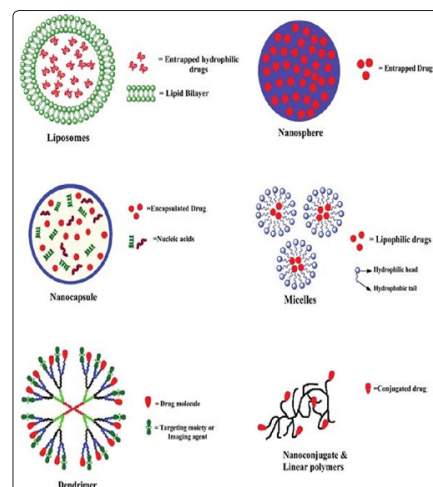 = Entrapped hydrophilic
drugs
= Lipid Bilayer
Liposomes
= Entrapped Drug
Nanosphere
=Encapsulated Drug
=Nucleic acids
Nanocapsule
= Lipophilic drugs
Hydrophilic head
Hydrophobic tail
Micelles
= Drug molecule
= Targeting moiety or
Imaging agent
Dendrimer
=Conjugated drug
Nanoconjugate &
Linear polymers